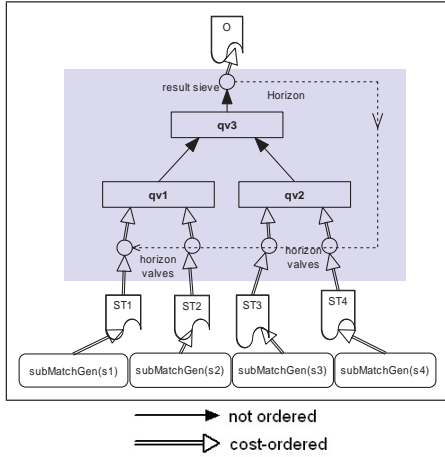 O
result sieve
Horizon
qv3
qv1
qv2
horizon
valves
horizon
valves
ST1
ST2
ST3
ST4
subMatchGen(s1)
subMatchGen(s2)
subMatchGen(s3)
subMatchGen(s4)
not ordered
cost-ordered